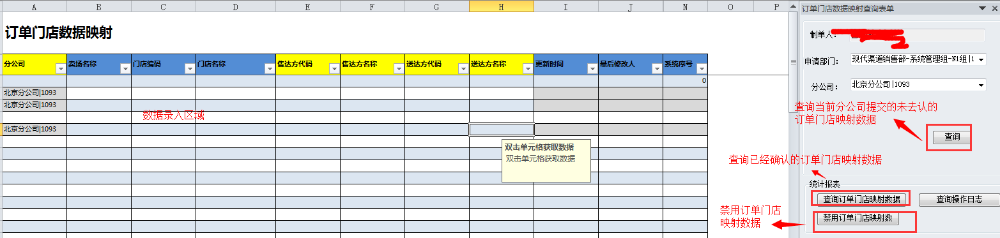 A B C D E F G H I J N O P
订单门店数据映射查询表单
订单门店数据映射
制单人：
分公司 卖场名称 门店编码 门店名称 售达方代码 售达方名称 送达方代码 送达方名称 更新时间 最后修改人 系统序号
申请部门： 现代渠道销售部-系统管理组-N1组|1
0
北京分公司|1093
分公司： 北京分公司|1093
北京分公司|1093
数据录入区域
查询当前分公司提交的未去认的
订单门店映射数据
北京分公司|1093
查询
双击单元格获取数据
双击单元格获取数据
查询已经确认的订单门店映射数据
统计报表
查询订单门店映射数据 查询操作日志
禁用订单门店
映射数据
禁用订单门店映射数